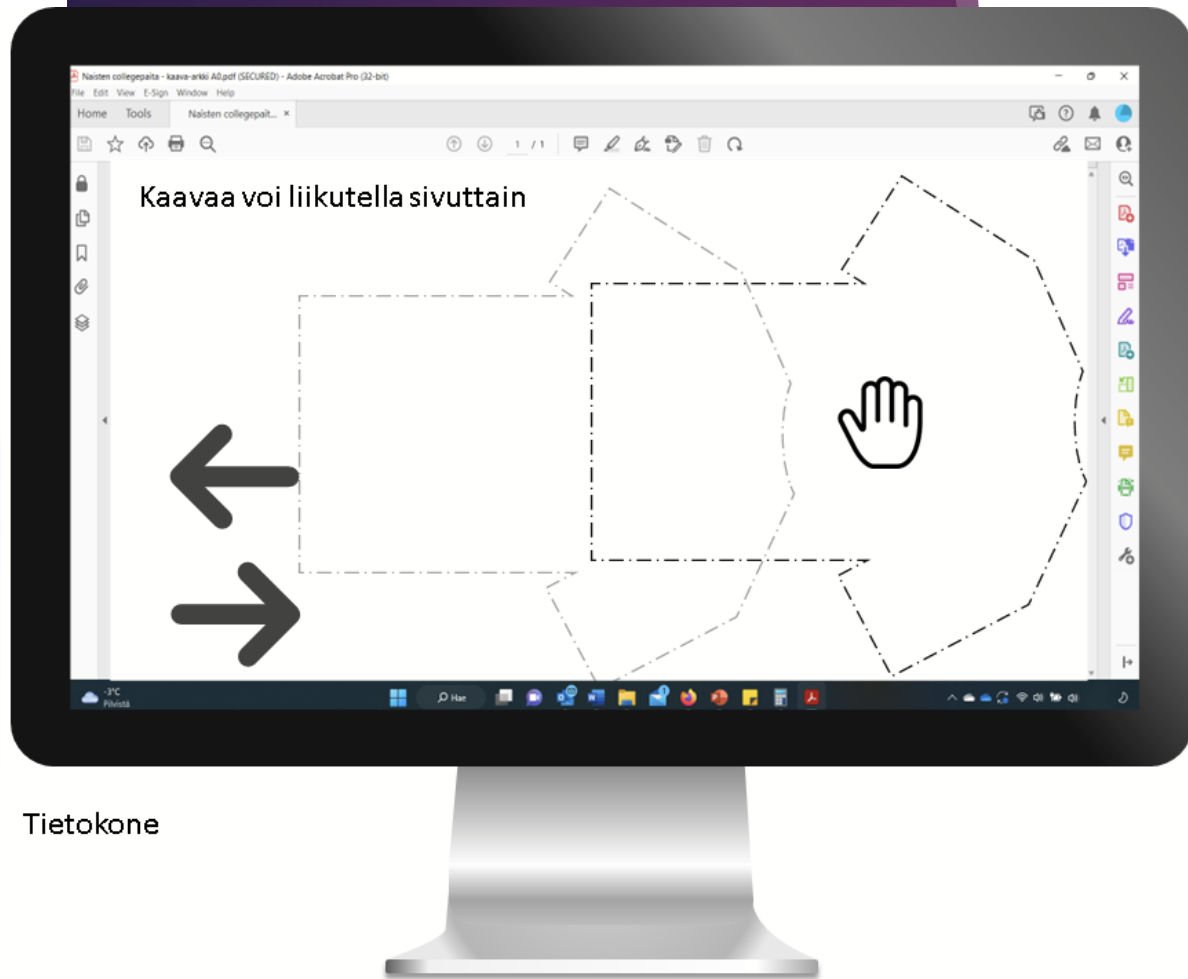 Naisten collegepaita - kaava-arkki A0.pdf (SECURED) - Adobe Acrobat Pro (32-bit)
File Edit View E-Sign Window Help
Home Tools Naisten collegepait... ×
1 / 1
Kaavaa voi liikutella sivuttain
-3°C
Pilvistä
Hae
Tietokone